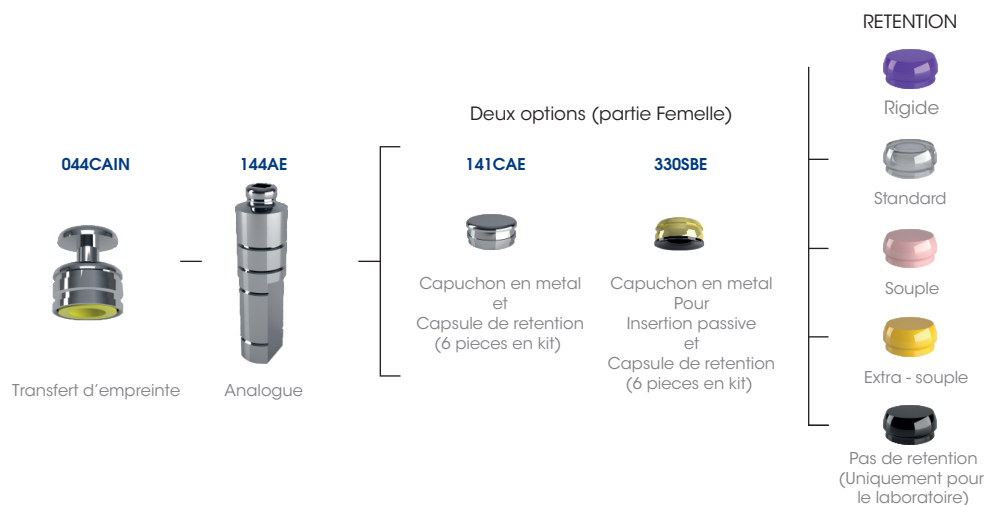 044CAIN
Transfert d'empreinte
144AE
Analogue
Deux options (partie Femelle)
141CAE
Capuchon en metal
et
Capsule de retention
(6 pieces en kit)
330SBE
Capuchon en metal
Pour
Insertion passive
et
Capsule de retention
(6 pieces en kit)
RETENTION
Rigide
Standard
Souple
Extra - souple
Pas de retention
(Uniquement pour
le laboratoire)